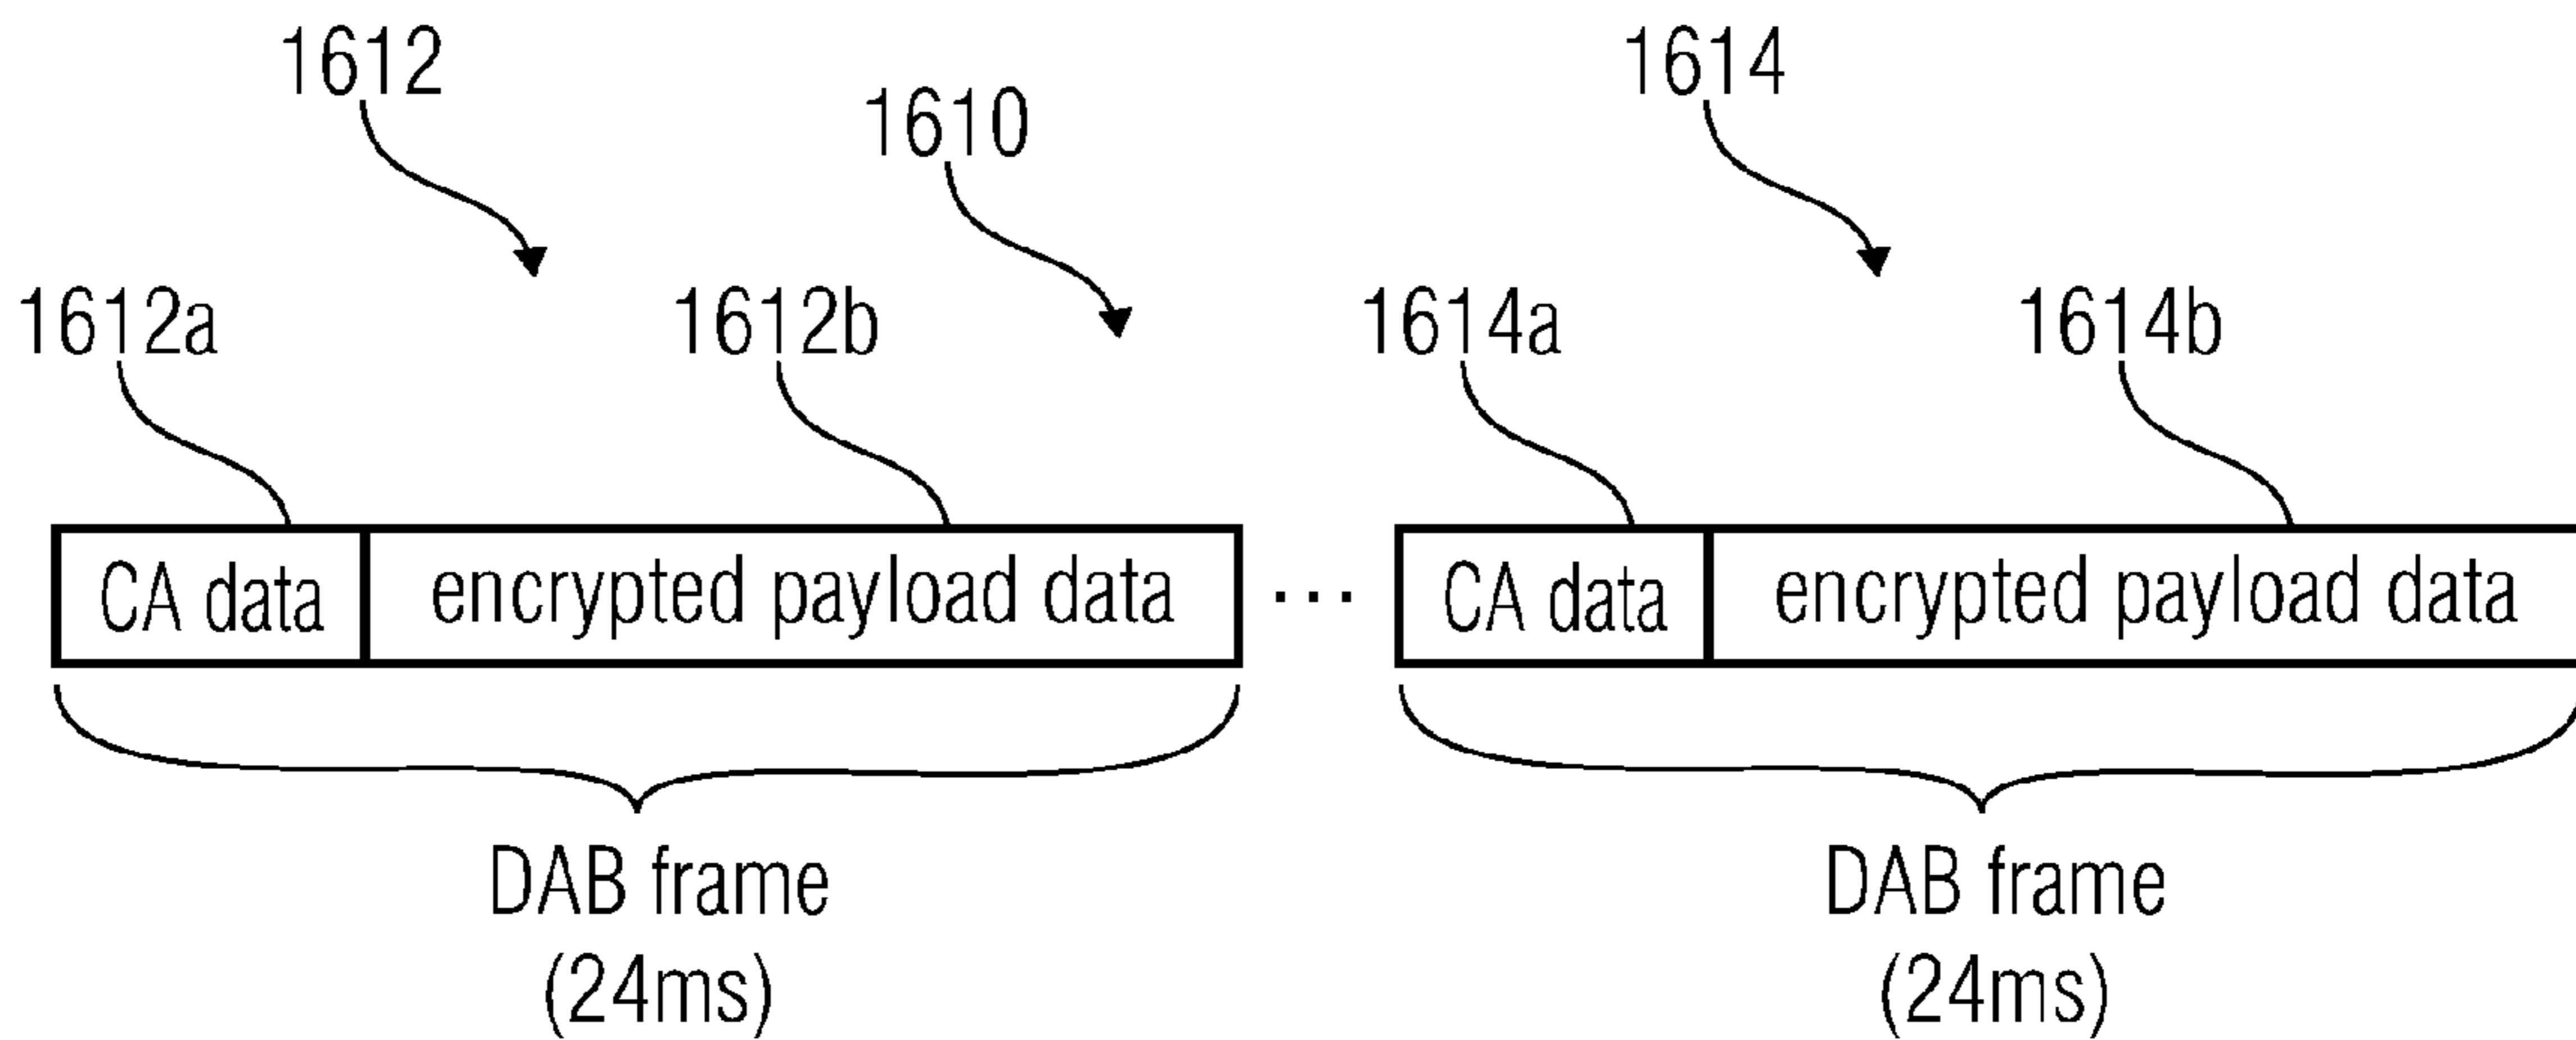 1612
1614
1610
1612a
1612b
1614a
1614b
CA data
encrypted payload data
...
CA data
encrypted payload data
DAB frame
(24ms)
DAB frame
(24ms)